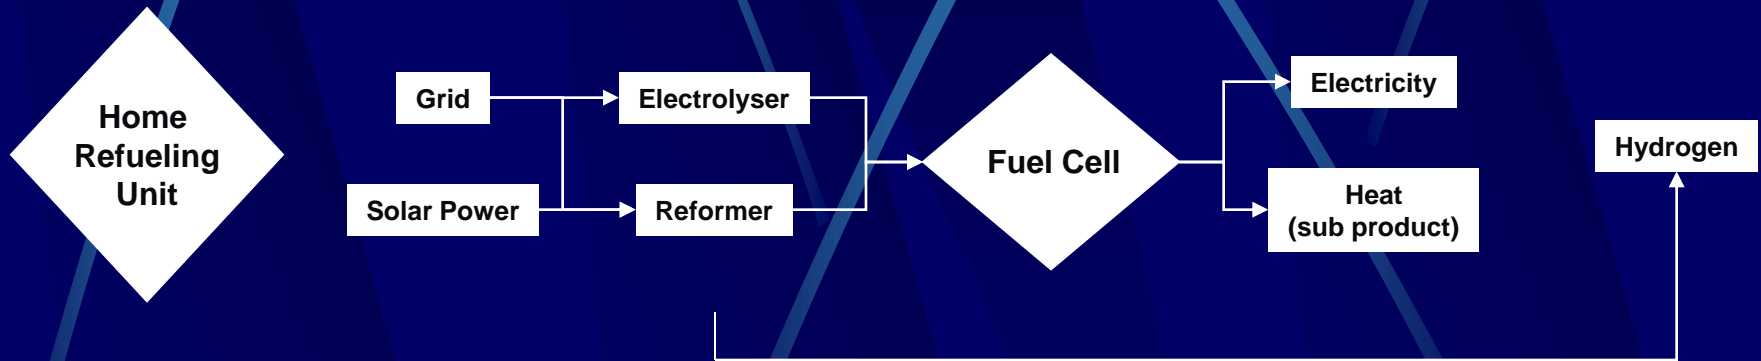 Home
Refueling
Unit
Grid
Solar Power
Electrolyser
Reformer
Fuel Cell
Electricity
Heat
(sub product)
Hydrogen